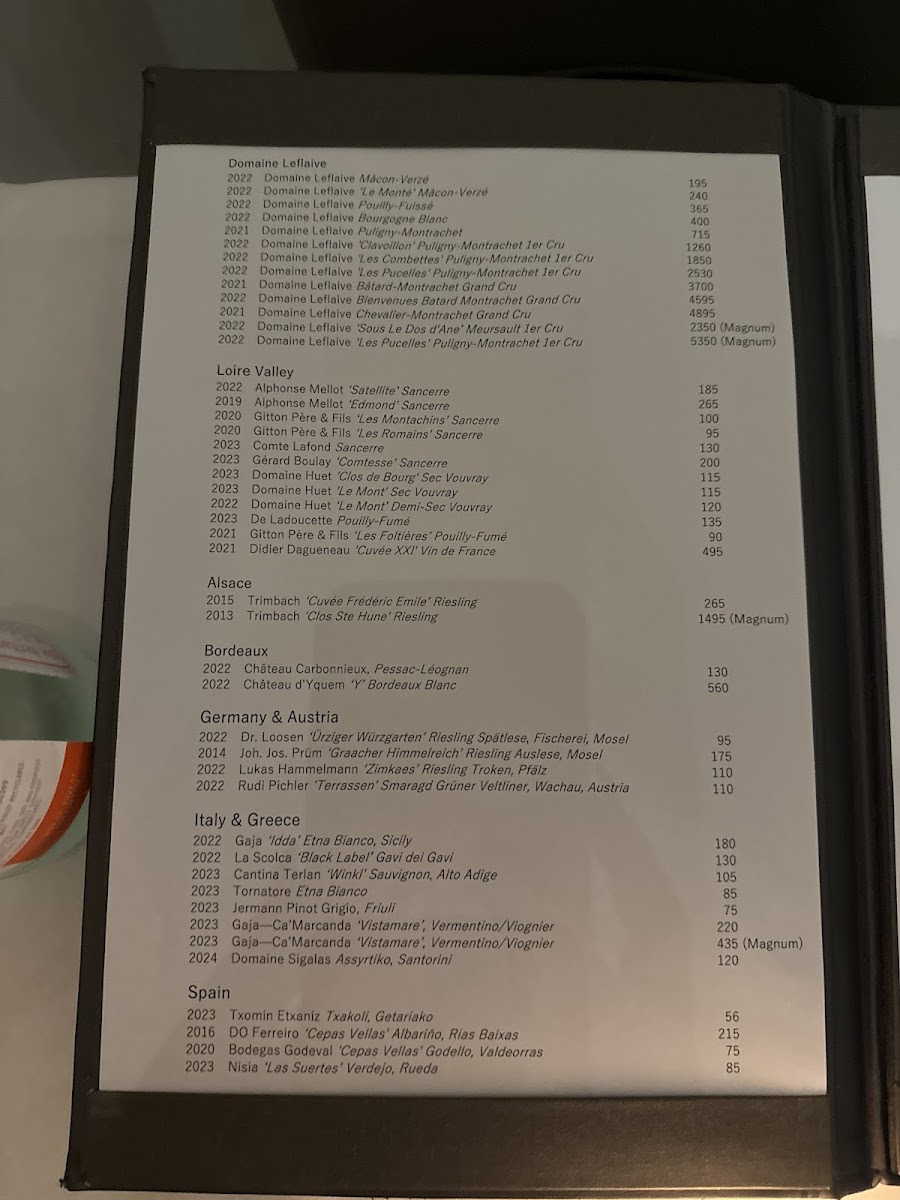 Domaine Leflaive
2022 Domaine Leflaive Mâcon-Verzé 195
2022 Domaine Leflaive 'Le Monté' Mâcon-Verzé 240
2022 Domaine Leflaive Pouilly-Fuissé 365
2022 Domaine Leflaive Bourgogne Blanc 400
2021 Domaine Leflaive Puligny-Montrachet 715
2022 Domaine Leflaive 'Clavoillon' Puligny-Montrachet 1er Cru 1260
2022 Domaine Leflaive 'Les Combettes' Puligny-Montrachet 1er Cru 1850
2022 Domaine Leflaive 'Les Pucelles' Puligny-Montrachet 1er Cru 2530
2021 Domaine Leflaive Bâtard-Montrachet Grand Cru 3700
2022 Domaine Leflaive Bienvenues Batard Montrachet Grand Cru 4595
2021 Domaine Leflaive Chevalier-Montrachet Grand Cru 4895
2022 Domaine Leflaive 'Sous Le Dos d'Ane' Meursault 1er Cru 2350 (Magnum)
2022 Domaine Leflaive 'Les Pucelles' Puligny-Montrachet 1er Cru 5350 (Magnum)
Loire Valley
2022 Alphonse Mellot 'Satellite' Sancerre 185
2019 Alphonse Mellot 'Edmond' Sancerre 265
2020 Gitton Père & Fils 'Les Montachins' Sancerre 100
2020 Gitton Père & Fils 'Les Romains' Sancerre 95
2023 Comte Lafond Sancerre 130
2023 Gérard Boulay 'Comtesse' Sancerre 200
2023 Domaine Huet 'Clos de Bourg' Sec Vouvray 115
2023 Domaine Huet 'Le Mont' Sec Vouvray 115
2022 Domaine Huet 'Le Mont' Demi-Sec Vouvray 120
2023 De Ladoucette Pouilly-Fumé 135
2021 Gitton Père & Fils 'Les Foltières' Pouilly-Fumé 90
2021 Didier Dagueneau 'Cuvée XXI' Vin de France 495
Alsace
2015 Trimbach 'Cuvée Frédéric Emile' Riesling 265
2013 Trimbach 'Clos Ste Hune' Riesling 1495 (Magnum)
Bordeaux
2022 Château Carbonnieux, Pessac-Léognan 130
2022 Château d'Yquem 'Y' Bordeaux Blanc 560
Germany & Austria
2022 Dr. Loosen 'Ürziger Würzgarten' Riesling Spätlese, Fischerei, Mosel 95
2014 Joh. Jos. Prüm 'Graacher Himmelreich' Riesling Auslese, Mosel 175
2022 Lukas Hammelmann 'Zimkaes' Riesling Troken, Pfälz 110
2022 Rudi Pichler 'Terrassen' Smaragd Grüner Veltliner, Wachau, Austria 110
Italy & Greece
2022 Gaja 'Idda' Etna Bianco, Sicily 180
2022 La Scolca 'Black Label' Gavi dei Gavi 130
2023 Cantina Terlan 'Winkl' Sauvignon, Alto Adige 105
2023 Tornatore Etna Bianco 85
2023 Jermann Pinot Grigio, Friuli 75
2023 Gaja—Ca'Marcanda 'Vistamare', Vermentino/Viognier 220
2023 Gaja—Ca'Marcanda 'Vistamare', Vermentino/Viognier 435 (Magnum)
2024 Domaine Sigalas Assyrtiko, Santorini 120
Spain
2023 Txomin Etxaniz Txakoli, Getariako 56
2016 DO Ferreiro 'Cepas Vellas' Albariño, Rias Baixas 215
2020 Bodegas Godeval 'Cepas Vellas' Godello, Valdeorras 75
2023 Nisia 'Las Suertes' Verdejo, Rueda 85